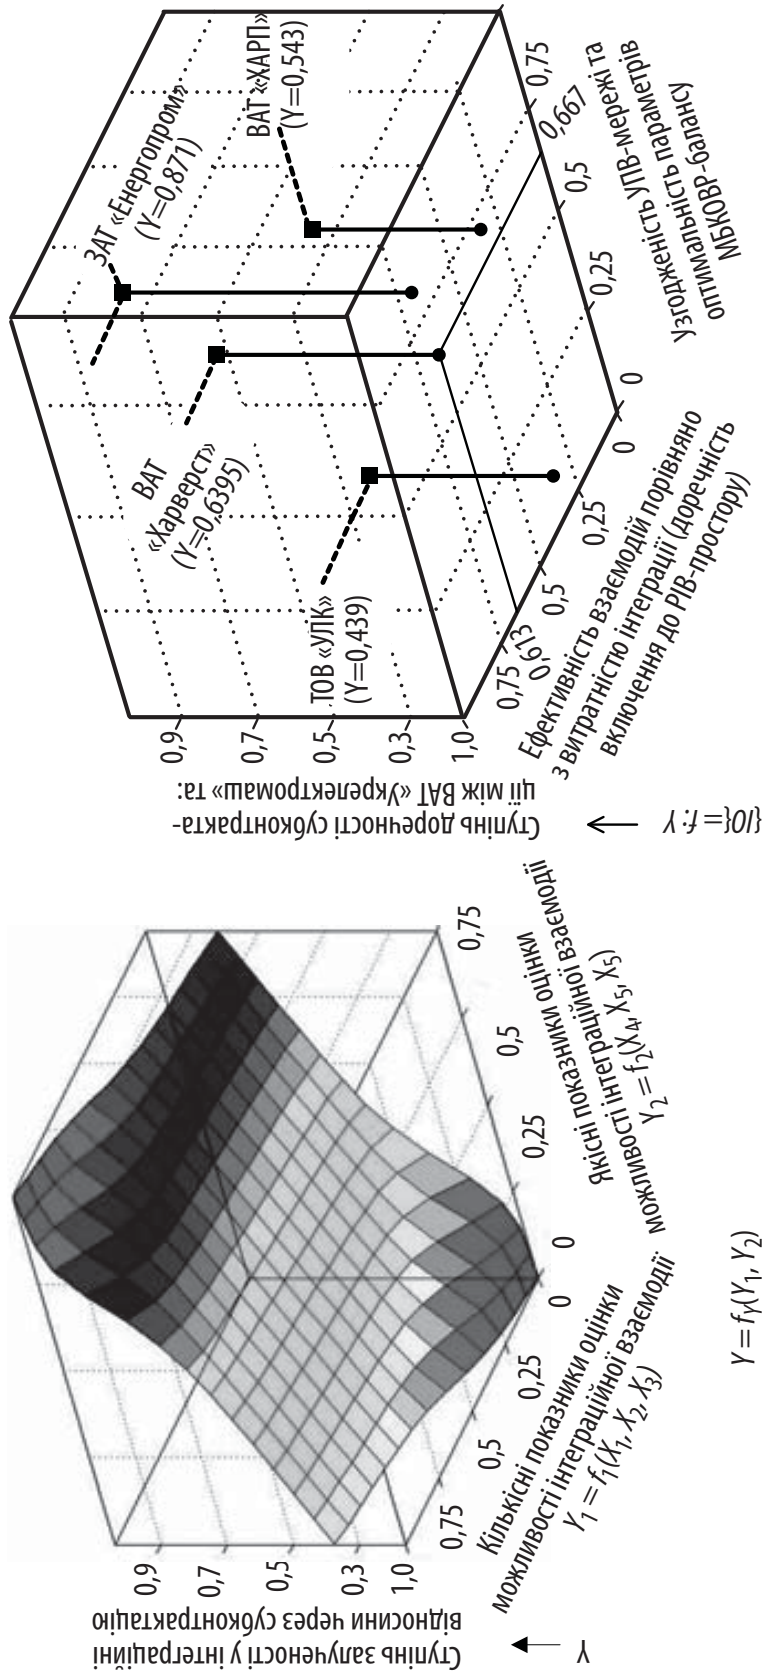 Y
Ступінь залученості у інтеграційні
відносини через субконтрактацію
0,9
0,7
0,5
0,3
1,0
0,75
0,5
0,25
0
Кількісні показники оцінки
можливості інтеграційної взаємодії
Y₁ = f₁(X₁, X₂, X₃)
0
0,25
0,5
0,75
Якісні показники оцінки
можливості інтеграційної взаємодії
Y₂ = f₂(X₄, X₅, X₅)
Y = fᵧ(Y₁, Y₂)
{IO}=f: Y
Ступінь доречності субконтракта-
ції між ВАТ «Укрелектромаш» та:
0,9
0,7
0,5
0,3
1,0
ТОВ «УЛК»
(Y=0,439)
ВАТ
«Харверст»
(Y=0,6395)
ЗАТ «Енергопром»
(Y=0,871)
ВАТ «ХАРП»
(Y=0,543)
0,75
0,613
0,5
0,25
0
Ефективність взаємодій порівняно
з витратністю інтеграції (доречність
включення до РІВ-простору)
0
0,25
0,5
0,667
0,75
Узгодженість УПВ-мережі та
оптимальність параметрів
МБКОВР-балансу